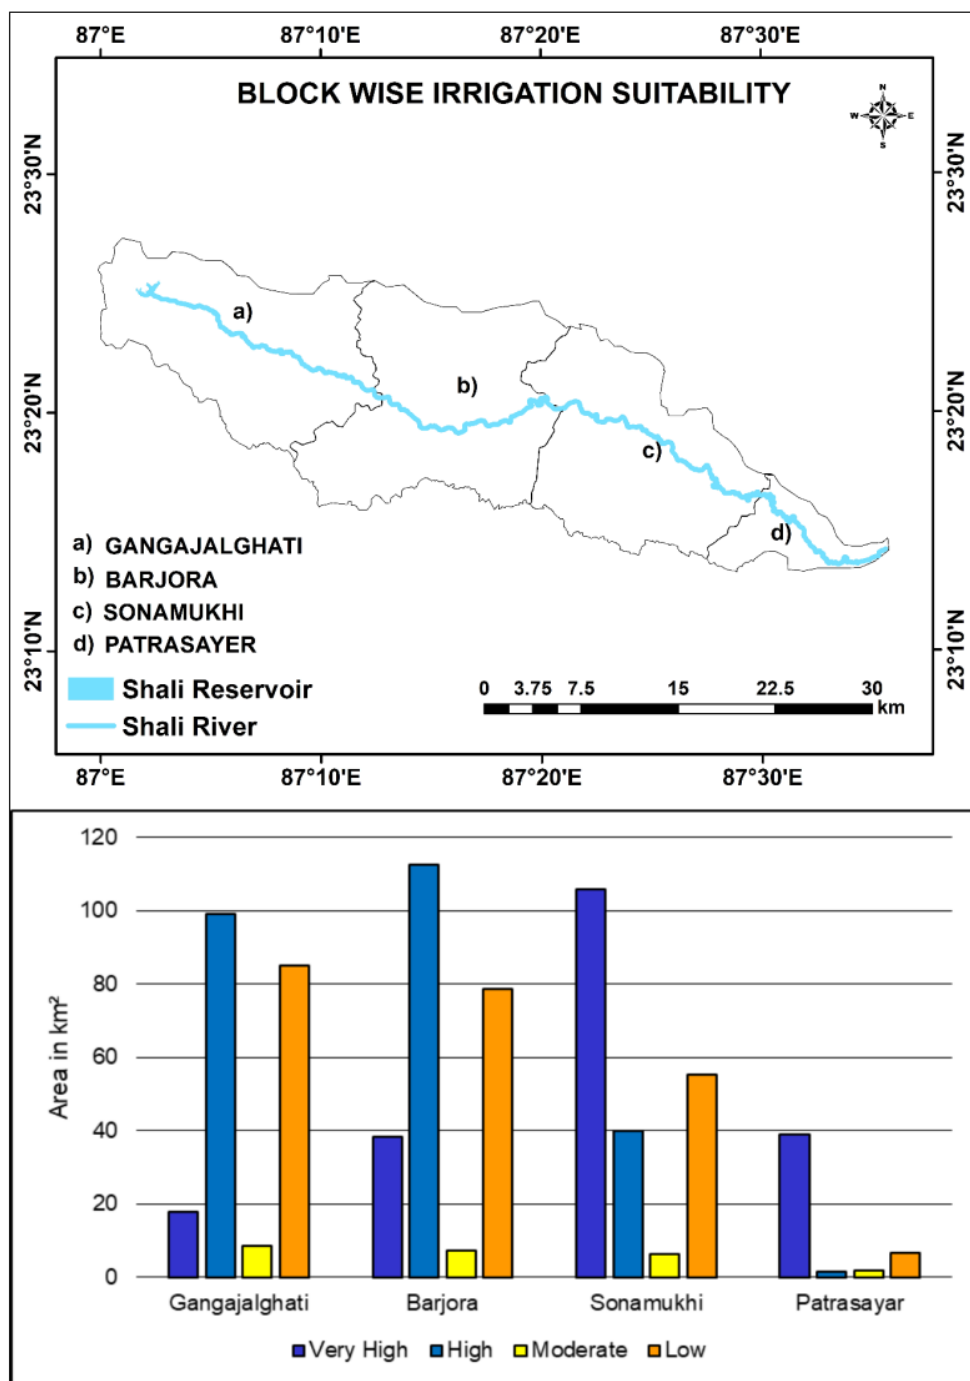 87°E 87°10'E 87°20'E 87°30'E
BLOCK WISE IRRIGATION SUITABILITY
N
W E
S
23°30'N 23°30'N
a)
b)
23°20'N 23°20'N
c)
d)
a) GANGAJALGHATI
b) BARJORA
c) SONAMUKHI
d) PATRASAYER
23°10'N 23°10'N
Shali Reservoir
Shali River
0 3.75 7.5 15 22.5 30
km
87°E 87°10'E 87°20'E 87°30'E
120
100
80
60
40
20
0
Area in km²
Gangajalghati Barjora Sonamukhi Patrasayar
Very High High Moderate Low